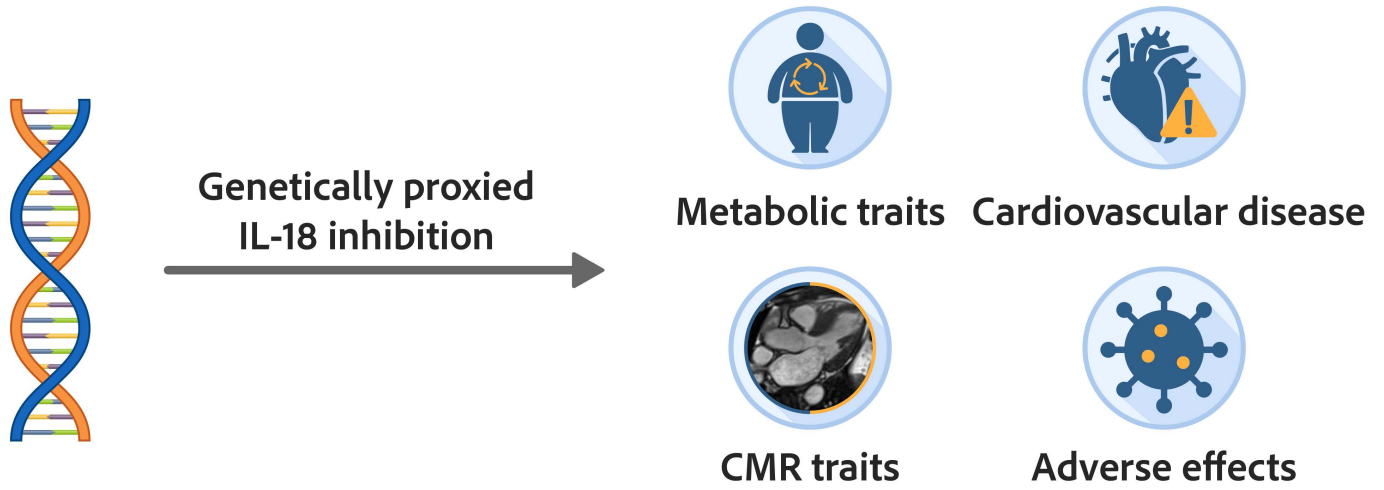 Genetically proxied
IL-18 inhibition
Metabolic traits
Cardiovascular disease
CMR traits
Adverse effects